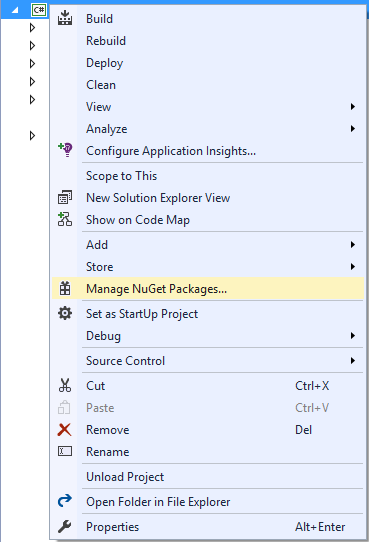 C#
Build
Rebuild
Deploy
Clean
View
Analyze
Configure Application Insights...
Scope to This
New Solution Explorer View
Show on Code Map
Add
Store
Manage NuGet Packages...
Set as StartUp Project
Debug
Source Control
Cut Ctrl+X
Paste Ctrl+V
Remove Del
Rename
Unload Project
Open Folder in File Explorer
Properties Alt+Enter